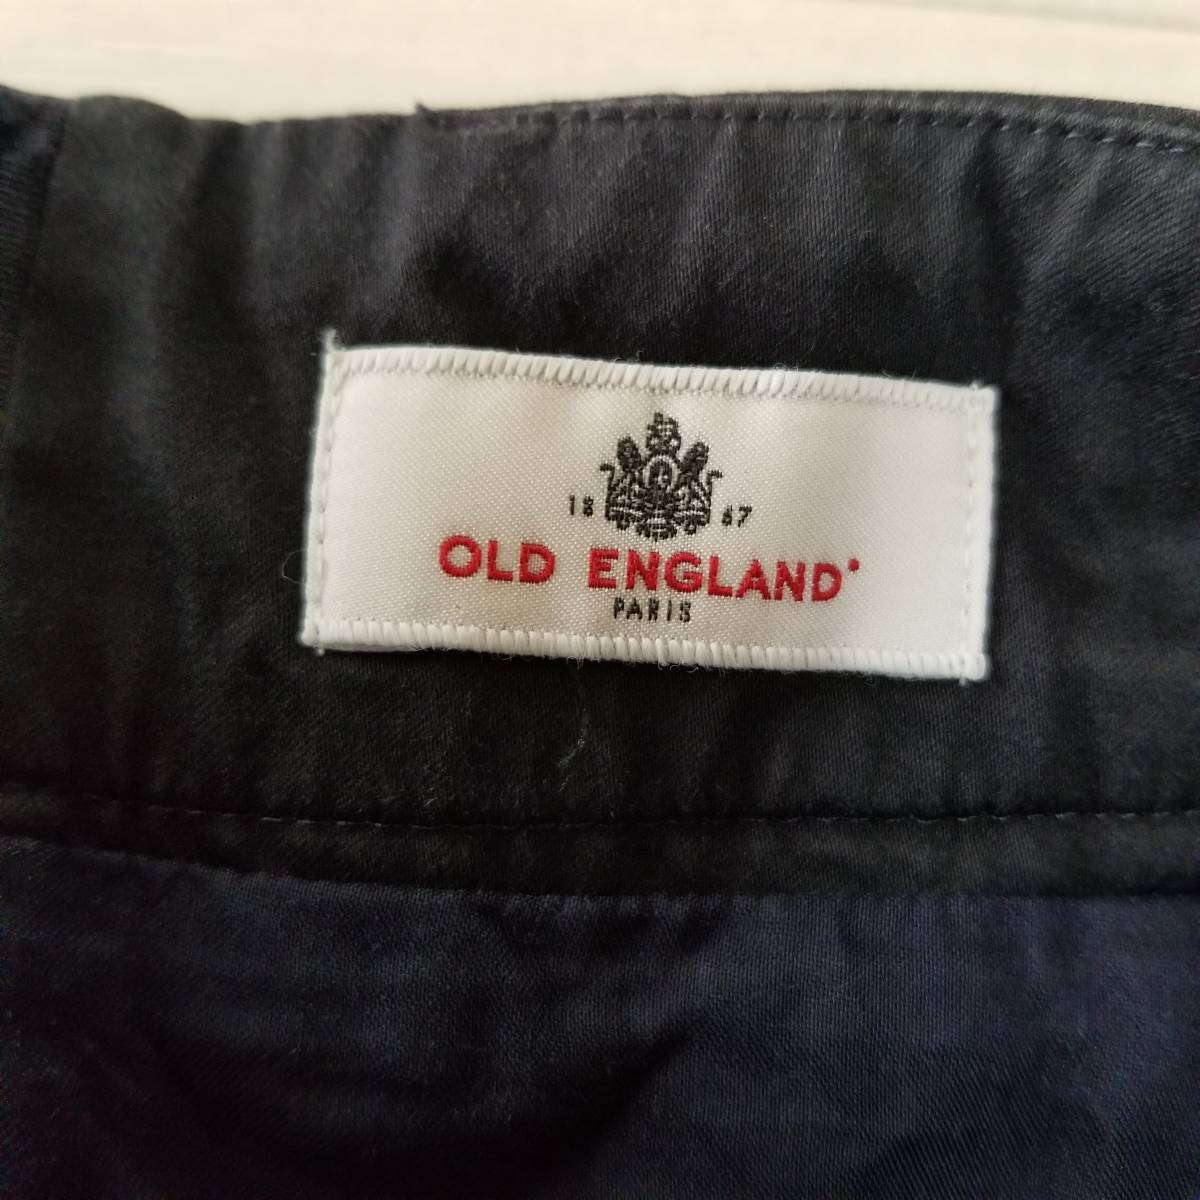 18 67
OLD ENGLAND
PARIS